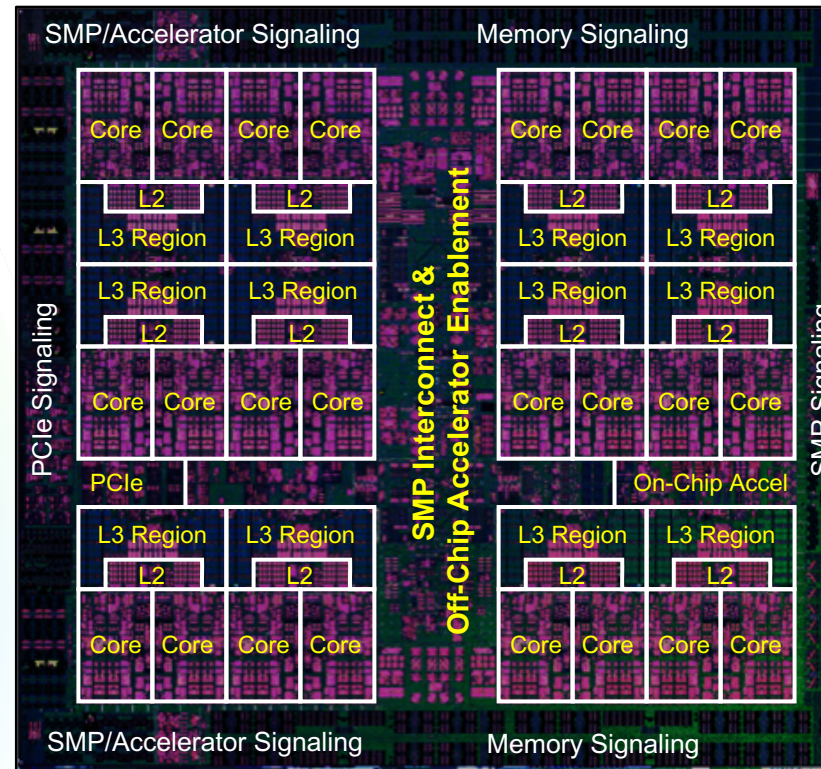 SMP/Accelerator Signaling
Memory Signaling
Core Core Core Core
Core Core Core Core
L2 L2
L2 L2
L3 Region L3 Region
L3 Region L3 Region
L3 Region L3 Region
L3 Region L3 Region
L2 L2
L2 L2
Core Core Core Core
Core Core Core Core
PCIe Signaling
SMP Interconnect &
Off-Chip Accelerator Enablement
SMP Signaling
PCIe
On-Chip Accel
L3 Region L3 Region
L3 Region L3 Region
L2 L2
L2 L2
Core Core Core Core
Core Core Core Core
SMP/Accelerator Signaling
Memory Signaling